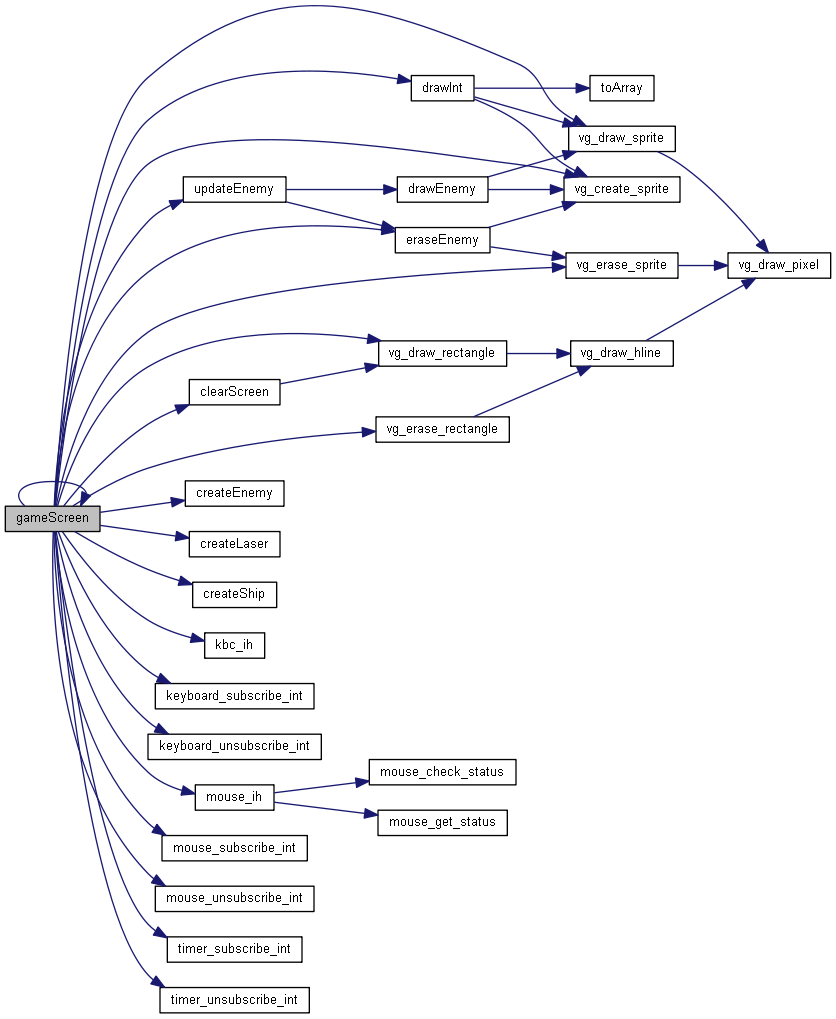 drawInt
toArray
vg_draw_sprite
updateEnemy
drawEnemy
vg_create_sprite
eraseEnemy
vg_erase_sprite
vg_draw_pixel
vg_draw_rectangle
vg_draw_hline
clearScreen
vg_erase_rectangle
createEnemy
gameScreen
createLaser
createShip
kbc_ih
keyboard_subscribe_int
keyboard_unsubscribe_int
mouse_check_status
mouse_ih
mouse_get_status
mouse_subscribe_int
mouse_unsubscribe_int
timer_subscribe_int
timer_unsubscribe_int